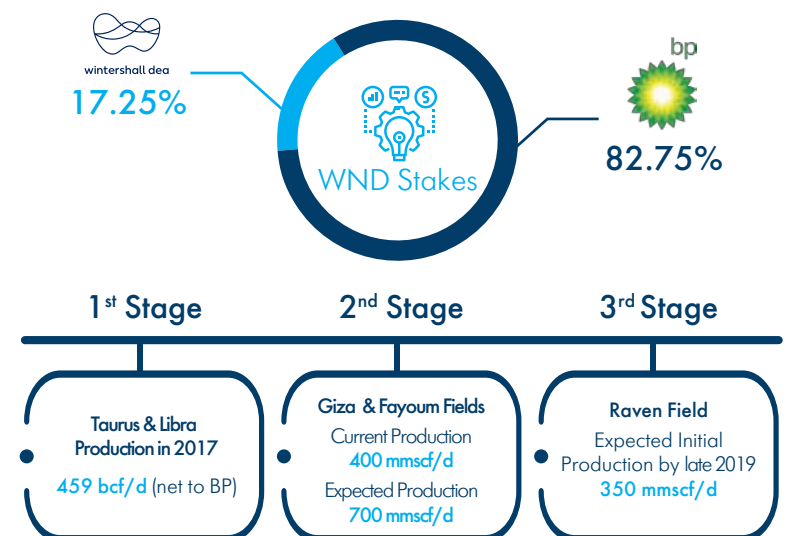 wintershall dea
17.25%
bp
82.75%
$
WND Stakes
1st Stage
2nd Stage
3rd Stage
Taurus & Libra
Production in 2017
459 bcf/d (net to BP)
Giza & Fayoum Fields
Current Production
400 mmscf/d
Expected Production
700 mmscf/d
Raven Field
Expected Initial
Production by late 2019
350 mmscf/d